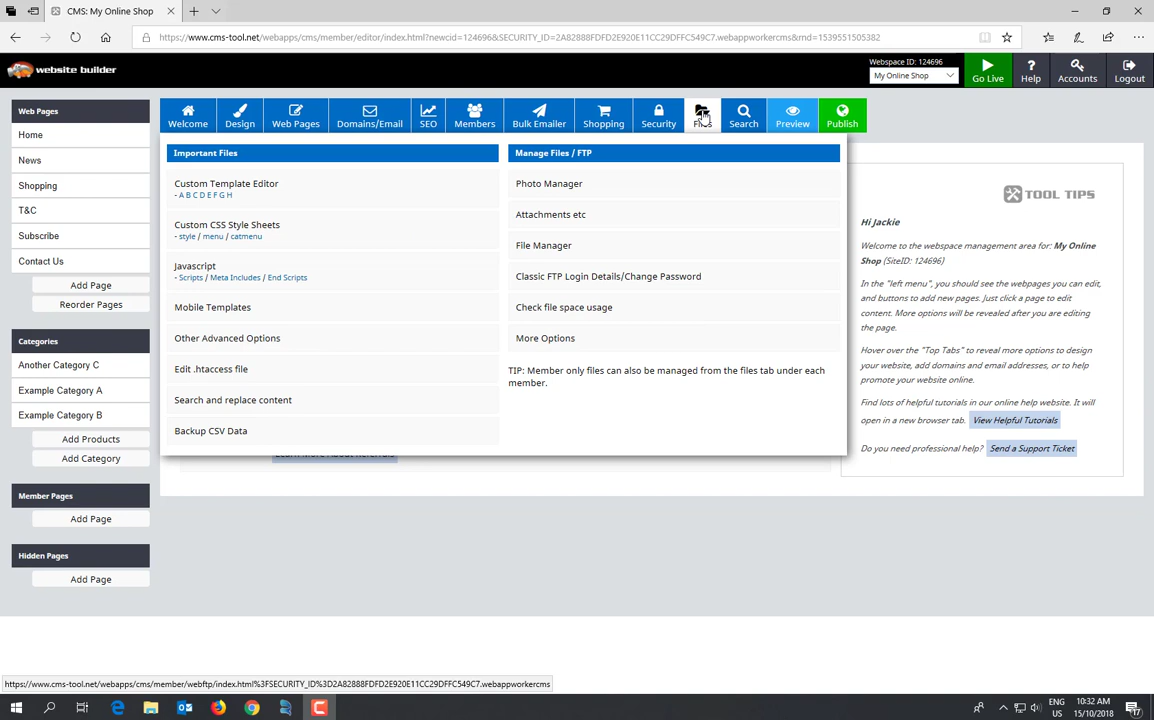 CMS: My Online Shop
https://www.cms-tool.net/webapps/cms/member/editor/index.html?newcid=124696&SECURITY_ID=2A82888FDFD2E920E11CC29DFFC549C7.webappworkercms&rnd=1539551505382
website builder
Webspace ID: 124696
My Online Shop
Go Live
Help
Accounts
Logout
Web Pages
Home
News
Shopping
T&C
Subscribe
Contact Us
Add Page
Reorder Pages
Categories
Another Category C
Example Category A
Example Category B
Add Products
Add Category
Member Pages
Add Page
Hidden Pages
Add Page
Welcome
Design
Web Pages
Domains/Email
SEO
Members
Bulk Emailer
Shopping
Security
Files
Search
Preview
Publish
Important Files
Custom Template Editor
- A B C D E F G H
Custom CSS Style Sheets
- style / menu / catmenu
Javascript
- Scripts / Meta Includes / End Scripts
Mobile Templates
Other Advanced Options
Edit .htaccess file
Search and replace content
Backup CSV Data
Manage Files / FTP
Photo Manager
Attachments etc
File Manager
Classic FTP Login Details/Change Password
Check file space usage
More Options
TIP: Member only files can also be managed from the files tab under each
member.
Learn More About Referrals
TOOL TIPS
Hi Jackie
Welcome to the webspace management area for: My Online
Shop (SiteID: 124696)
In the "left menu", you should see the webpages you can edit,
and buttons to add new pages. Just click a page to edit
content. More options will be revealed after you are editing
the page.
Hover over the "Top Tabs" to reveal more options to design
your website, add domains and email addresses, or to help
promote your website online.
Find lots of helpful tutorials in our online help website. It will
open in a new browser tab. View Helpful Tutorials
Do you need professional help? Send a Support Ticket
https://www.cms-tool.net/webapps/cms/member/webftp/index.html%3FSECURITY_ID%3D2A82888FDFD2E920E11CC29DFFC549C7.webappworkercms
ENG
US
10:32 AM
15/10/2018
17